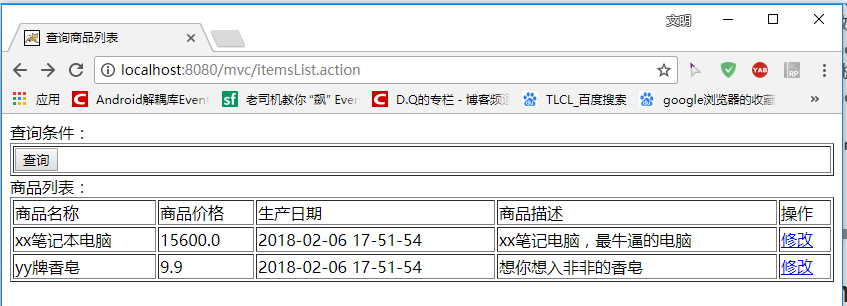 文明
查询商品列表
localhost:8080/mvc/itemsList.action
YAB RP
应用 Android解耦库Event 老司机教你 “飙” Ever D.Q的专栏 - 博客频道 TLCL_百度搜索 google浏览器的收藏 »
查询条件：
查询
商品列表：
商品名称 商品价格 生产日期 商品描述 操作
xx笔记本电脑 15600.0 2018-02-06 17-51-54 xx笔记电脑，最牛逼的电脑 修改
yy牌香皂 9.9 2018-02-06 17-51-54 想你想入非非的香皂 修改